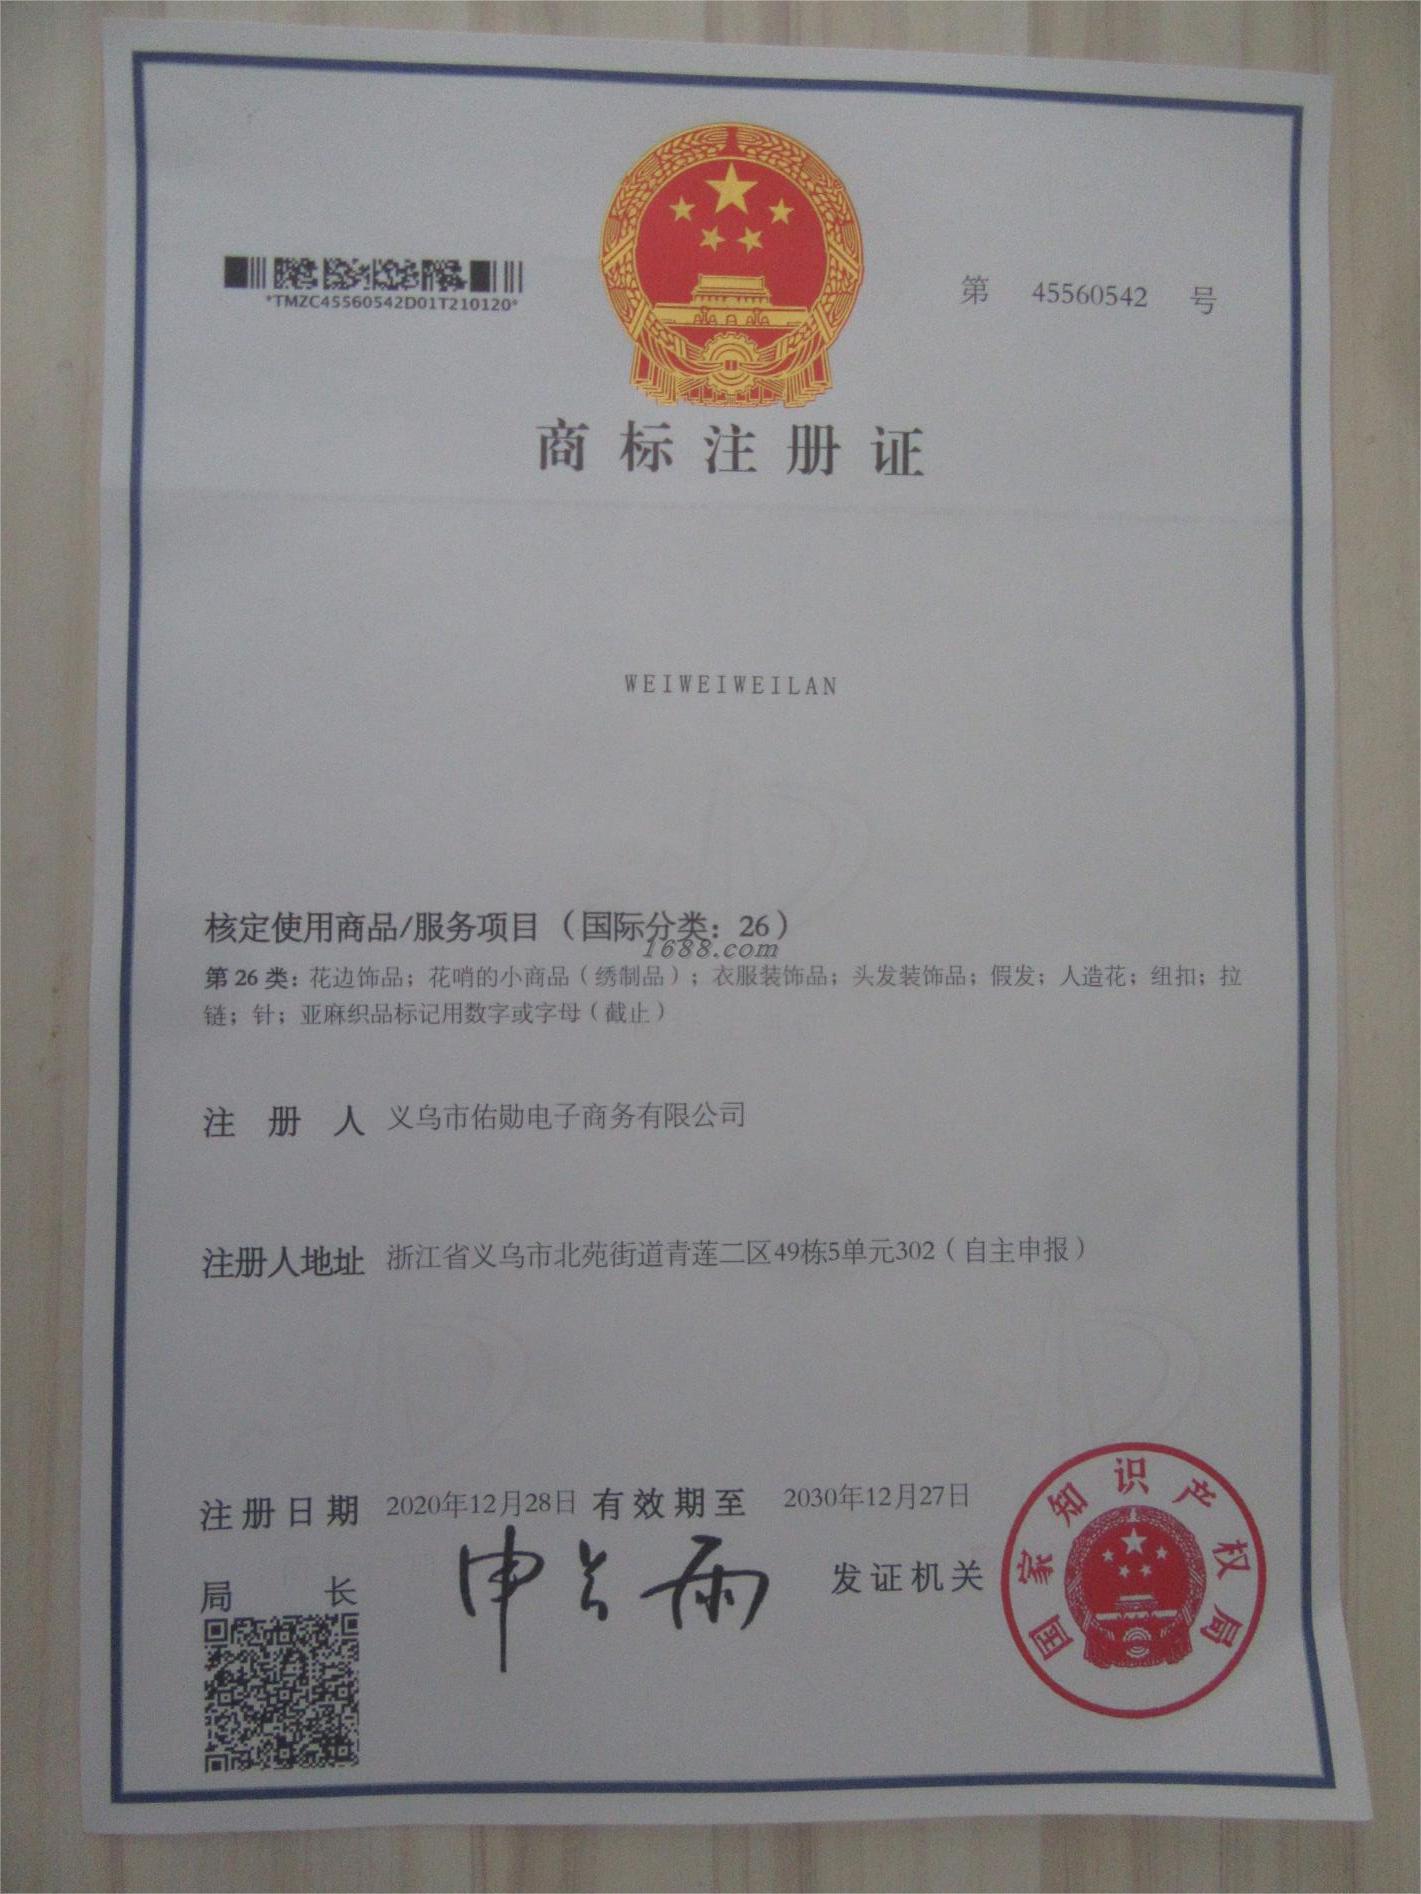 *TMZC45560542D01T210120*
第 45560542 号
商标注册证
WEIWEIWEILAN
核定使用商品/服务项目（国际分类：26）
1688.com
第 26 类：花边饰品；花哨的小商品（绣制品）；衣服装饰品；头发装饰品；假发；人造花；纽扣；拉
链；针；亚麻织品标记用数字或字母（截止）
注册人 义乌市佑勋电子商务有限公司
注册人地址 浙江省义乌市北苑街道青莲二区49栋5单元302（自主申报）
注册日期 2020年12月28日 有效期至 2030年12月27日
局长 申长雨 发证机关
国家知识产权局